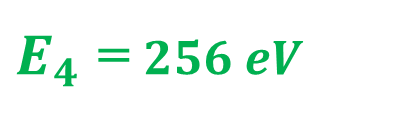 E₄ = 256 eV